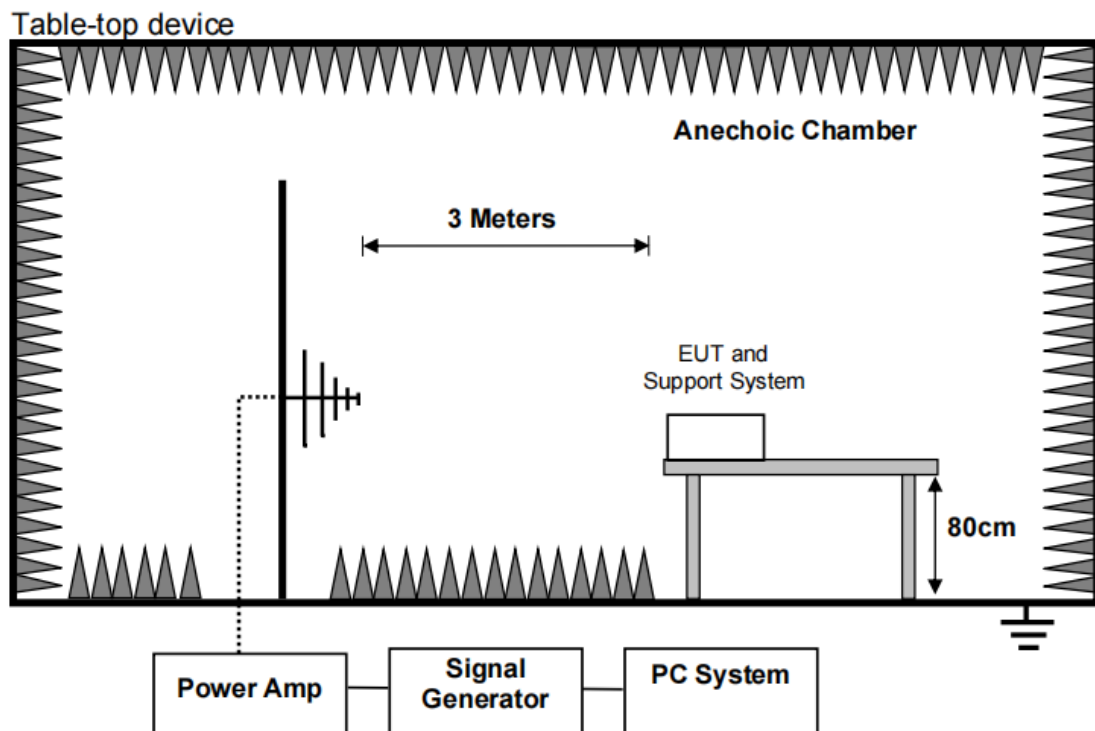 Table-top device
Anechoic Chamber
3 Meters
EUT and
Support System
80cm
Power Amp
Signal
Generator
PC System